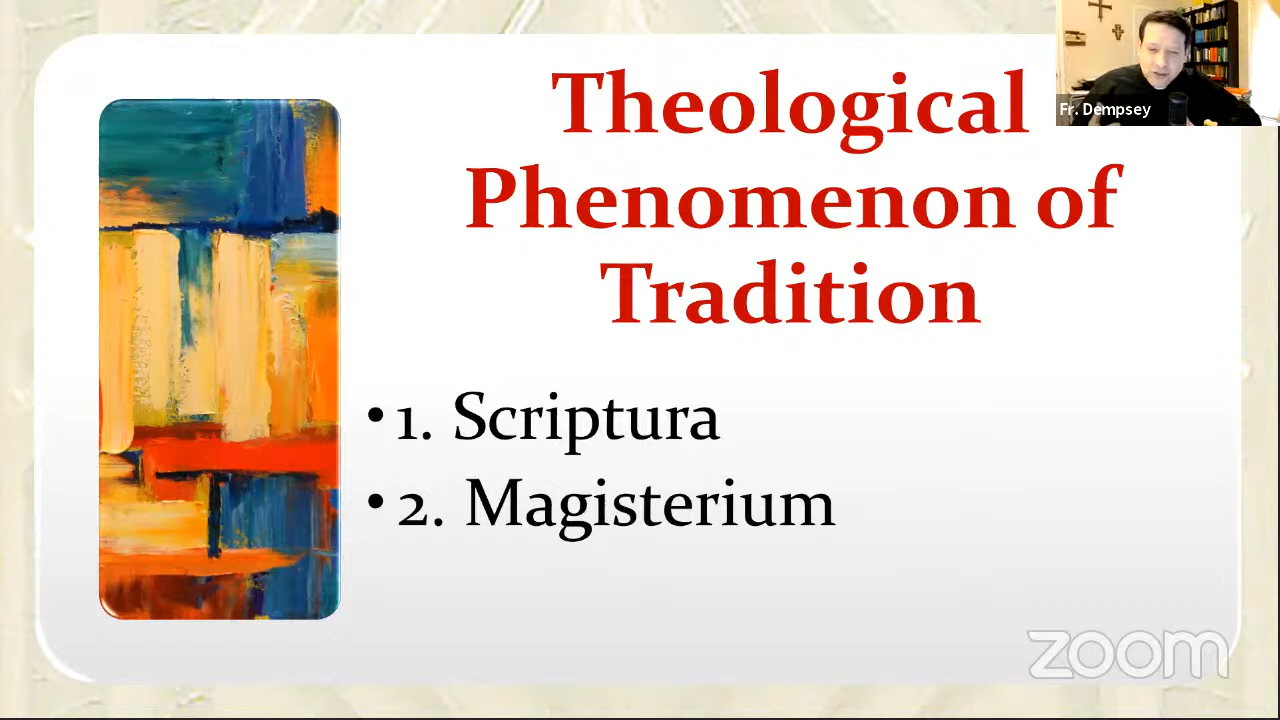 Theological
Phenomenon of
Tradition
Fr. Dempsey
• 1. Scriptura
• 2. Magisterium
zoom